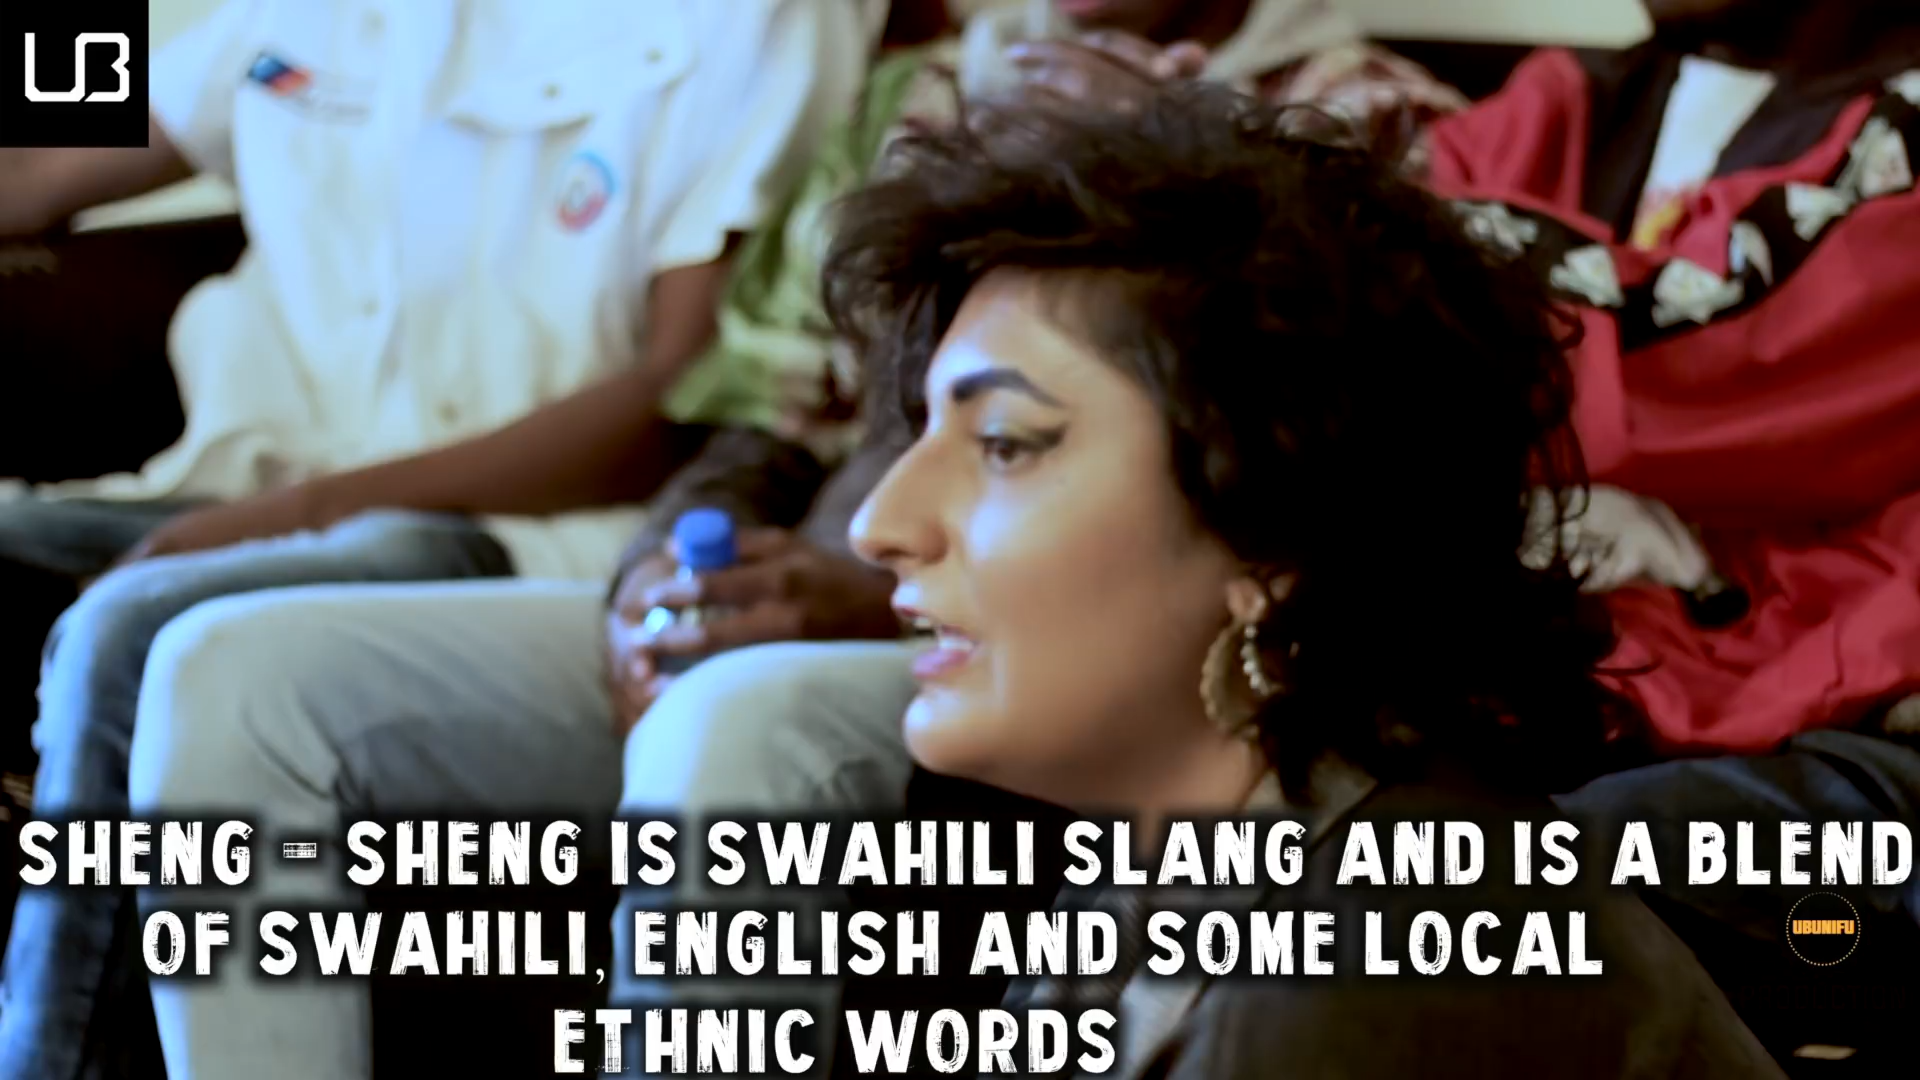 UB
SHENG - SHENG IS SWAHILI SLANG AND IS A BLEND
OF SWAHILI, ENGLISH AND SOME LOCAL
ETHNIC WORDS
UBUNIFU